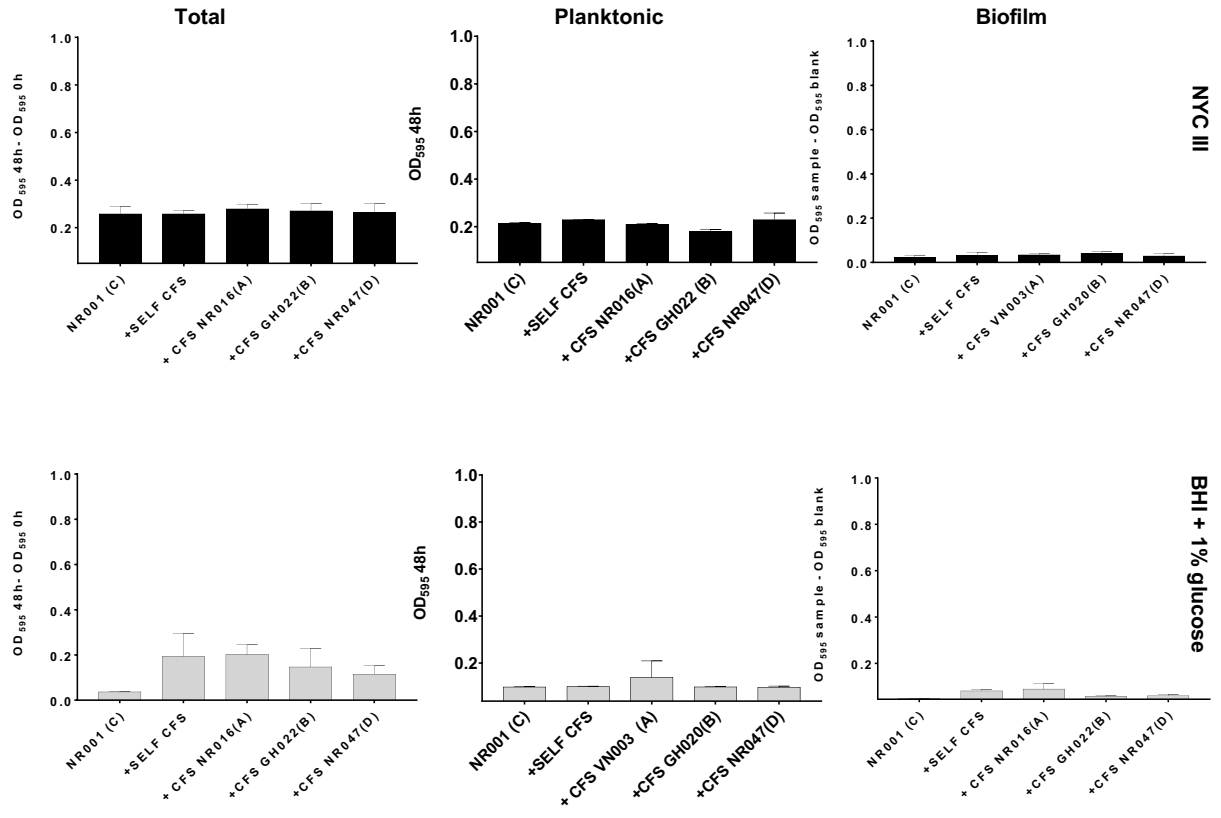 Total
OD595 48h - OD595 0h
1.0
0.8
0.6
0.4
0.2
NR001 (C)
+SELF CFS
+ CFS NR016(A)
+ CFS GH022(B)
+CFS NR047(D)
Planktonic
OD595 48h
1.0
0.8
0.6
0.4
0.2
NR001 (C)
+SELF CFS
+ CFS NR016(A)
+CFS GH022 (B)
+CFS NR047(D)
Biofilm
OD595 sample - OD595 blank
1.0
0.8
0.6
0.4
0.2
0.0
NR001 (C)
+SELF CFS
+ CFS VN003(A)
+ CFS GH020(B)
+CFS NR047(D)
NYC III
OD595 48h- OD595 0h
1.0
0.8
0.6
0.4
0.2
0.0
NR001 (C)
+SELF CFS
+CFS NR016(A)
+CFS GH022(B)
+CFS NR047(D)
OD595 48h
1.0
0.8
0.6
0.4
0.2
NR001 (C)
+SELF CFS
+ CFS VN003 (A)
+CFS GH020(B)
+CFS NR047(D)
OD595 sample - OD595 blank
1.0
0.8
0.6
0.4
0.2
NR001 (C)
+SELF CFS
+ CFS NR016(A)
+CFS GH022(B)
+CFS NR047(D)
BHI + 1% glucose